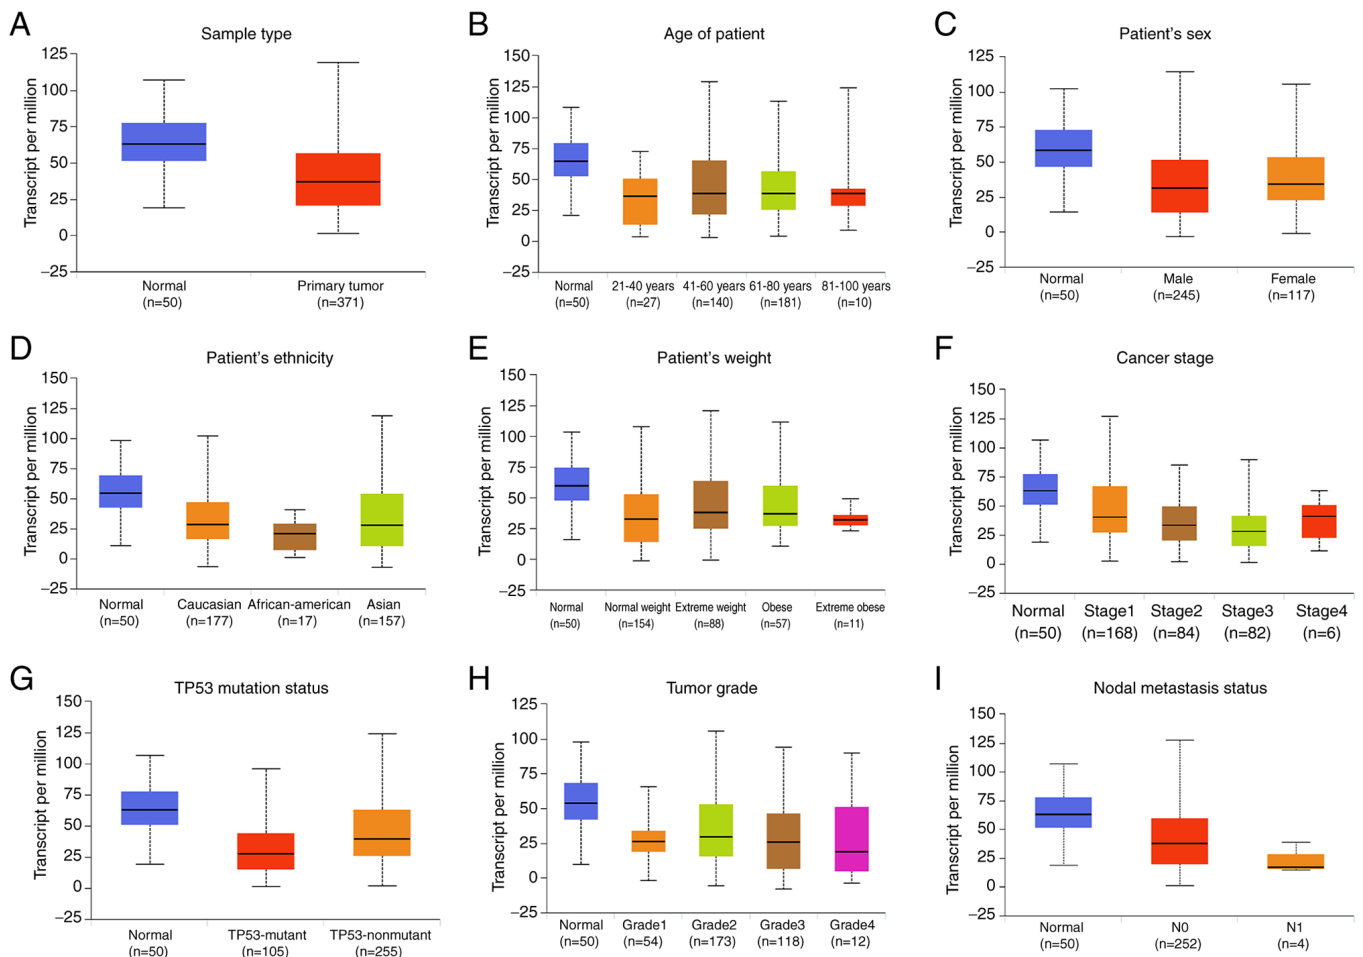 A
Sample type
Transcript per million
125
100
75
50
25
0
−25
Normal
(n=50)
Primary tumor
(n=371)
B
Age of patient
Transcript per million
150
125
100
75
50
25
0
−25
Normal
(n=50)
21-40 years
(n=27)
41-60 years
(n=140)
61-80 years
(n=181)
81-100 years
(n=10)
C
Patient's sex
Transcript per million
125
100
75
50
25
0
−25
Normal
(n=50)
Male
(n=245)
Female
(n=117)
D
Patient's ethnicity
Transcript per million
150
125
100
75
50
25
0
−25
Normal
(n=50)
Caucasian
(n=177)
African-american
(n=17)
Asian
(n=157)
E
Patient's weight
Transcript per million
150
125
100
75
50
25
0
−25
Normal
(n=50)
Normal weight
(n=154)
Extreme weight
(n=88)
Obese
(n=57)
Extreme obese
(n=11)
F
Cancer stage
Transcript per million
150
125
100
75
50
25
0
−25
Normal
(n=50)
Stage1
(n=168)
Stage2
(n=84)
Stage3
(n=82)
Stage4
(n=6)
G
TP53 mutation status
Transcript per million
150
125
100
75
50
25
0
−25
Normal
(n=50)
TP53-mutant
(n=105)
TP53-nonmutant
(n=255)
H
Tumor grade
Transcript per million
125
100
75
50
25
0
−25
Normal
(n=50)
Grade1
(n=54)
Grade2
(n=173)
Grade3
(n=118)
Grade4
(n=12)
I
Nodal metastasis status
Transcript per million
150
125
100
75
50
25
0
−25
Normal
(n=50)
N0
(n=252)
N1
(n=4)